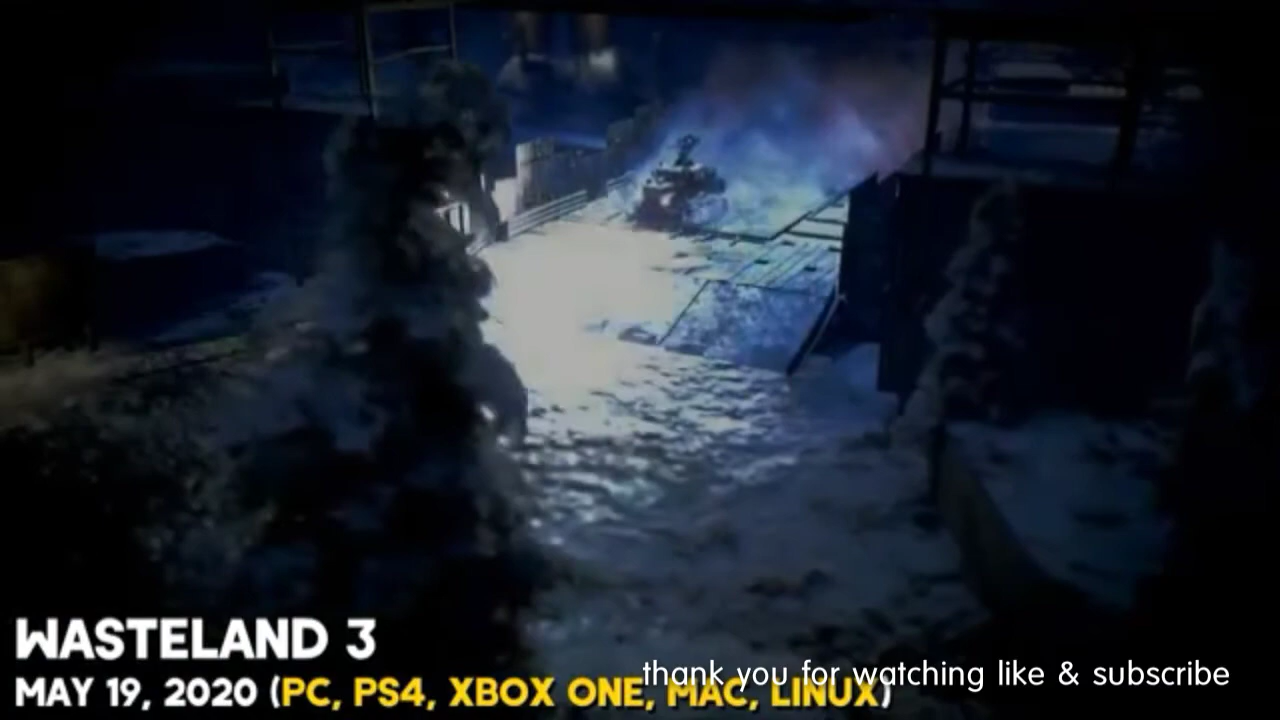 WASTELAND 3
thank you for watching like & subscribe
MAY 19, 2020 (PC, PS4, XBOX ONE, MAC, LINUX)